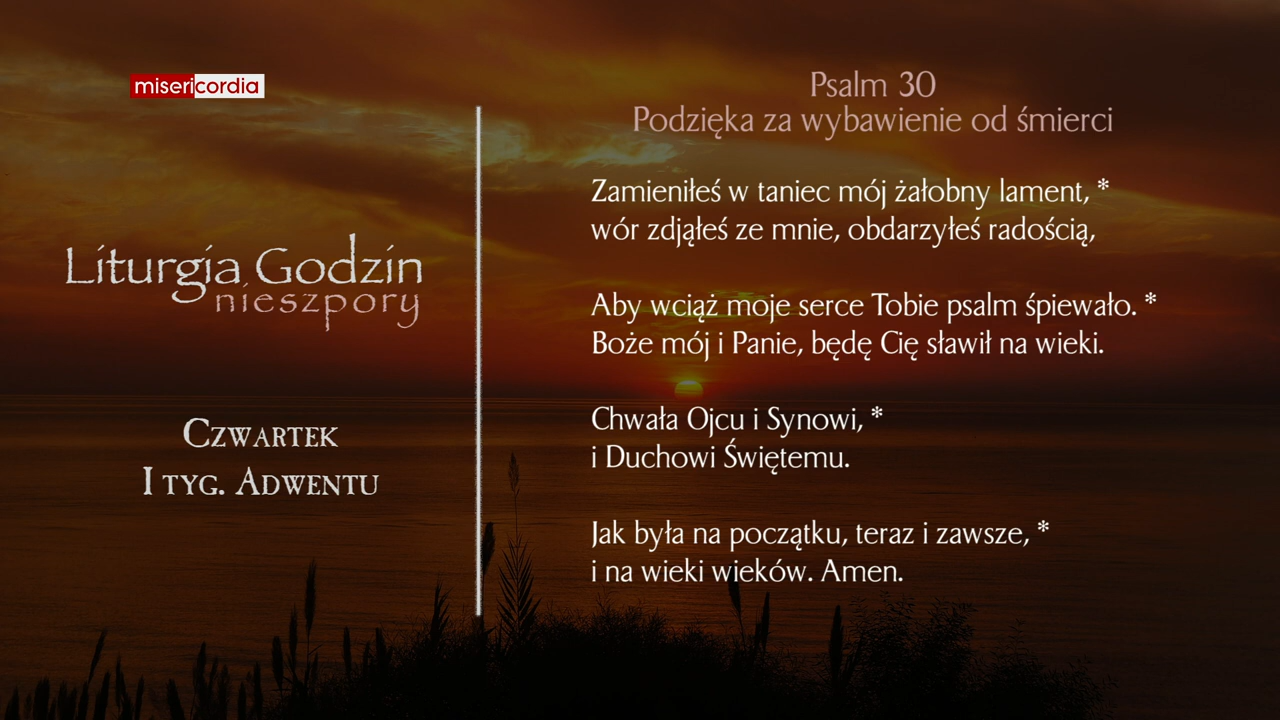 misericordia
Liturgia Godzin
nieszpory
Czwartek
I tyg. Adwentu
Psalm 30
Podzięka za wybawienie od śmierci
Zamieniłeś w taniec mój żałobny lament, *
wór zdjąłeś ze mnie, obdarzyłeś radością,
Aby wciąż moje serce Tobie psalm śpiewało. *
Boże mój i Panie, będę Cię sławił na wieki.
Chwała Ojcu i Synowi, *
i Duchowi Świętemu.
Jak była na początku, teraz i zawsze, *
i na wieki wieków. Amen.